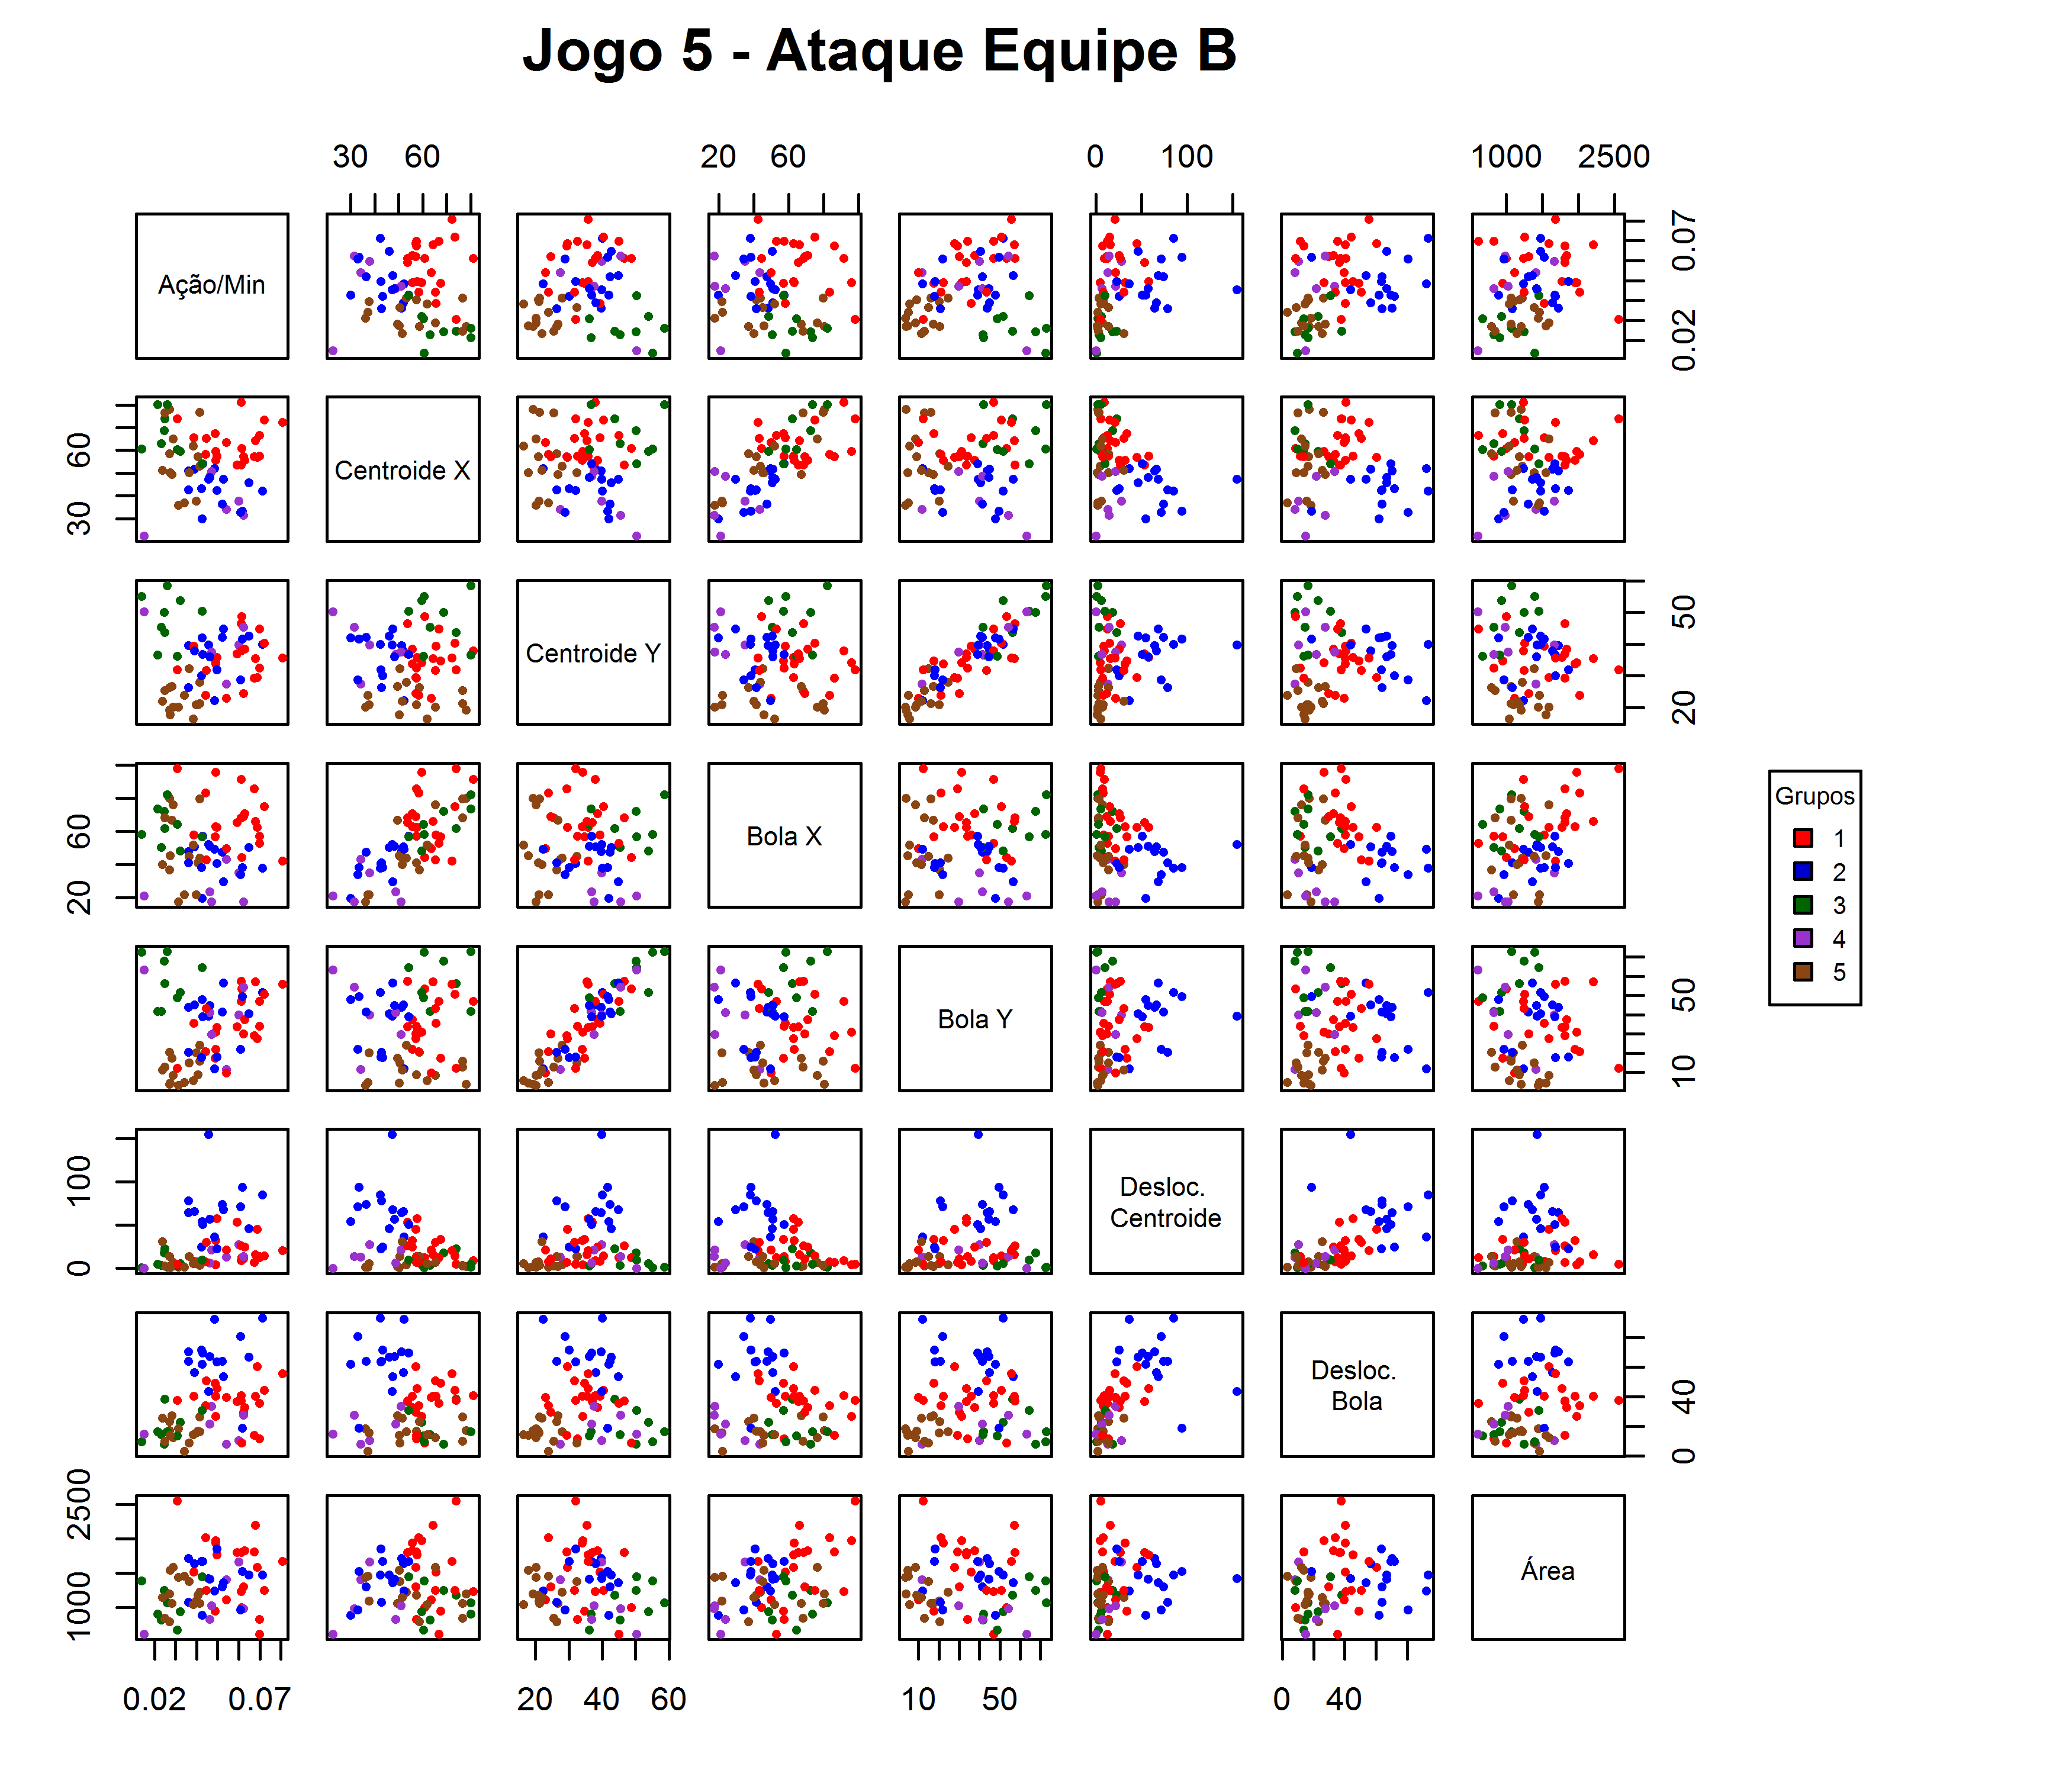 Jogo 5 - Ataque Equipe B
30 60 20 60 0 100 1000 2500
Ação/Min
0.02 0.07
30 60
Centroide X
Centroide Y
20 50
20 60
Bola X
Grupos
1
2
3
4
5
Bola Y
10 50
0 100
Desloc.
Centroide
Desloc.
Bola
0 40
1000 2500
Área
0.02 0.07 20 40 60 10 50 0 40